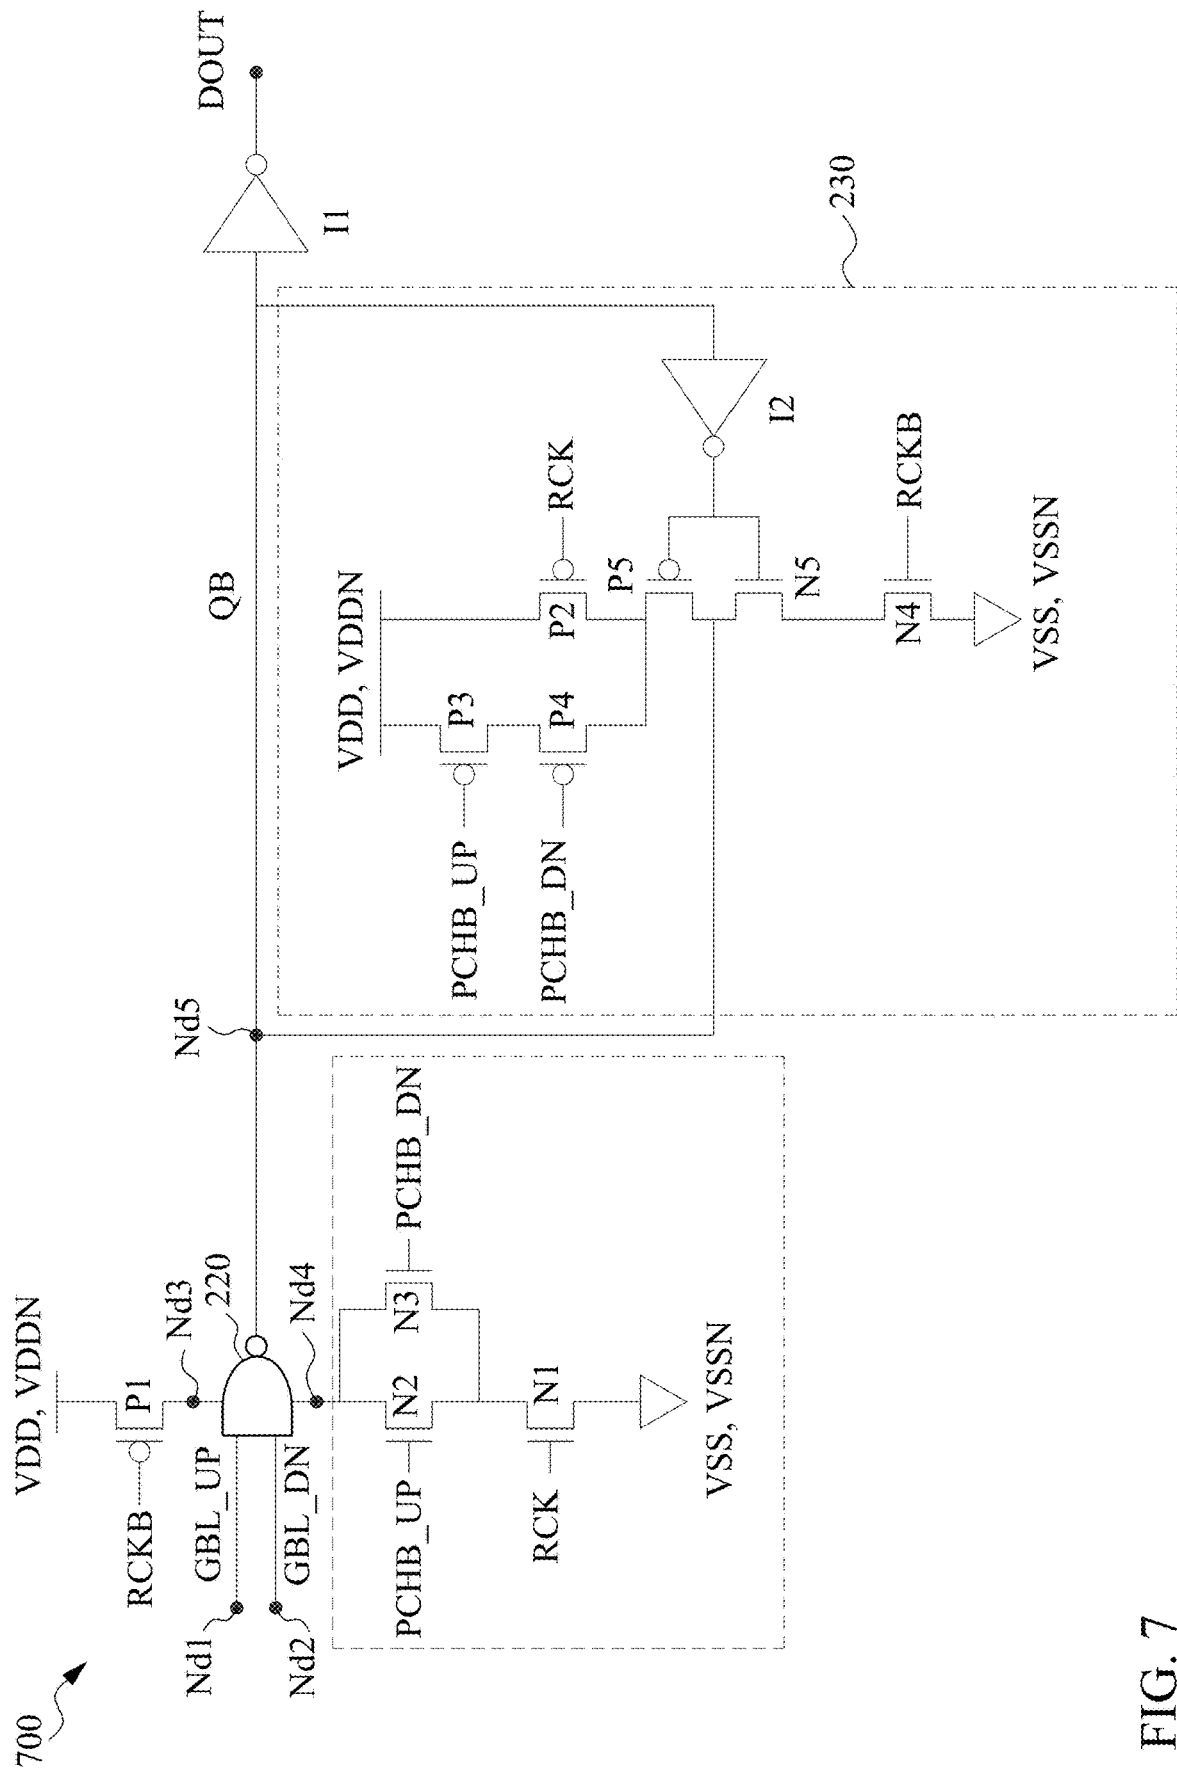 700
VDD, VDDN
RCKB
P1
Nd3
220
GBL_UP
GBL_DN
Nd1
Nd2
Nd4
PCHB_UP
N2
N3
PCHB_DN
RCK
N1
VSS, VSSN
Nd5
QB
I1
DOUT
230
VDD, VDDN
PCHB_UP
P3
PCHB_DN
P4
P2
RCK
P5
N5
I2
N4
RCKB
VSS, VSSN
FIG. 7